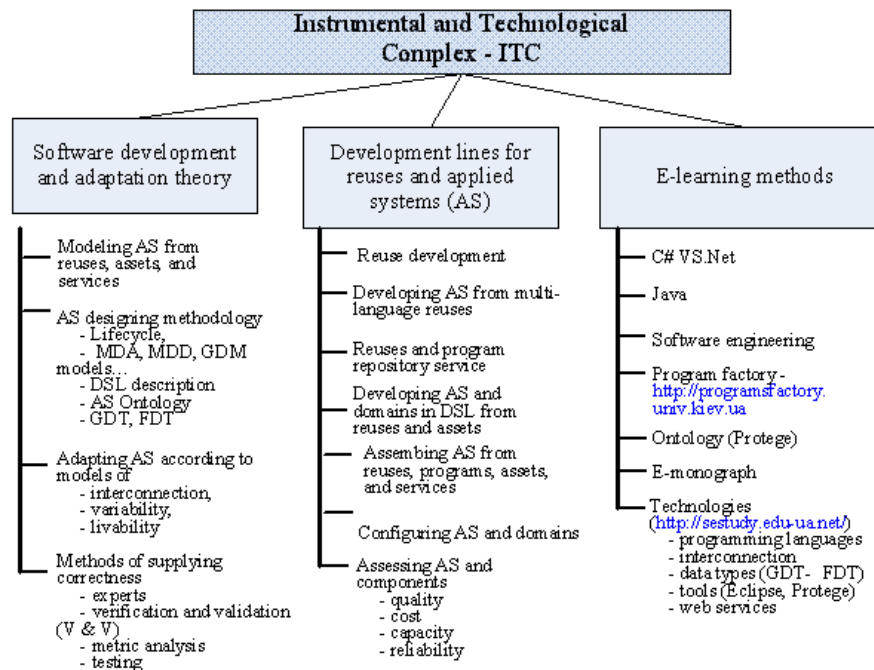 Instrumental and Technological
Complex - ITC
Software development
and adaptation theory
Modeling AS from
reuses, assets, and
services
AS designing methodology
- Lifecycle,
- MDA, MDD, GDM
models...
- DSL description
- AS Ontology
- GDT, FDT
Adapting AS according to
models of
- interconnection,
- variability,
- livability
Methods of supplying
correctness
- experts
- verification and validation
(V & V)
- metric analysis
- testing
Development lines for
reuses and applied
systems (AS)
Reuse development
Developing AS from multi-
language reuses
Reuses and program
repository service
Developing AS and
domains in DSL from
reuses and assets
Assembing AS from
reuses, programs, assets,
and services
Configuring AS and domains
Assessing AS and
components
- quality
- cost
- capacity
- reliability
E-learning methods
C# VS.Net
Java
Software engineering
Program factory -
http://programsfactory.
univ.kiev.ua
Ontology (Protege)
E-monograph
Technologies
(http://sestudy.edu-ua.net/)
- programming languages
- interconnection
- data types (GDT- FDT)
- tools (Eclipse, Protege)
- web services